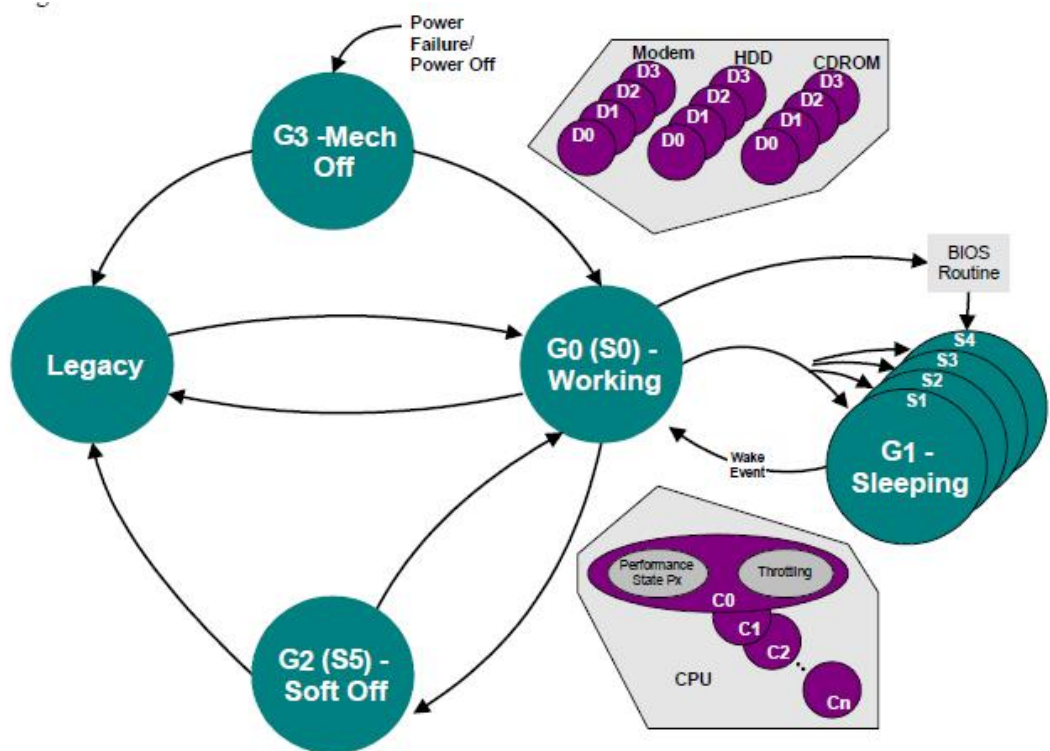 Power
Failure/
Power Off
G3 -Mech
Off
Modem
HDD
CDROM
D3
D2
D1
D0
D3
D2
D1
D0
D3
D2
D1
D0
BIOS
Routine
Legacy
G0 (S0) -
Working
S4
S3
S2
S1
G1 -
Sleeping
Wake
Event
Performance
State Px
Throttling
C0
C1
C2
Cn
CPU
G2 (S5) -
Soft Off